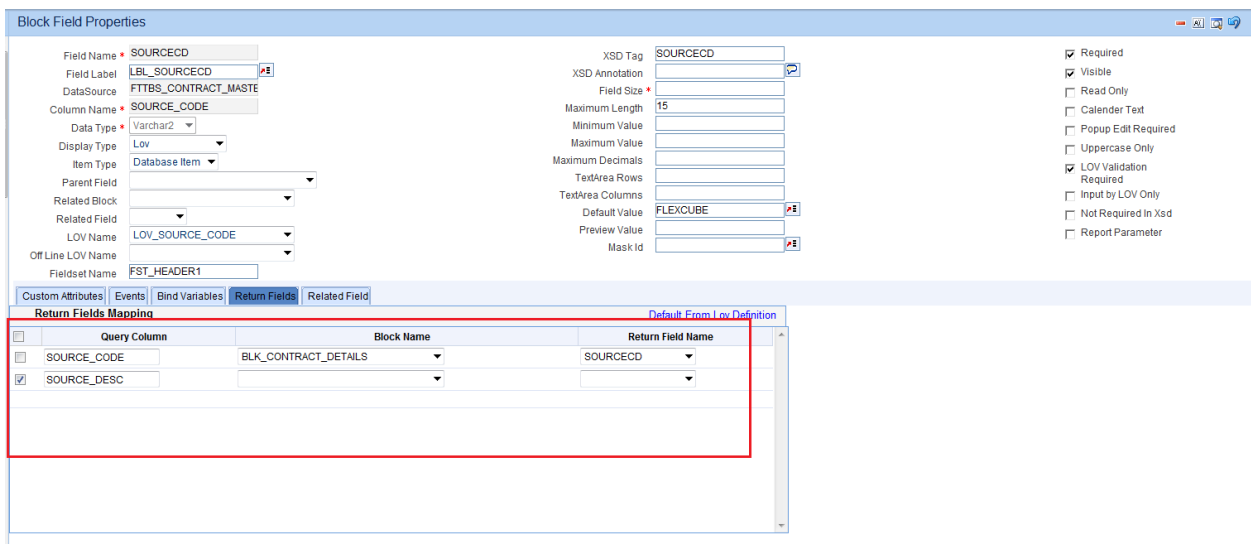 Block Field Properties
Field Name * SOURCECD
Field Label LBL_SOURCECD
DataSource FTTBS_CONTRACT_MASTE
Column Name * SOURCE_CODE
Data Type * Varchar2
Display Type Lov
Item Type Database Item
Parent Field
Related Block
Related Field
LOV Name LOV_SOURCE_CODE
Off Line LOV Name
Fieldset Name FST_HEADER1
XSD Tag SOURCECD
XSD Annotation
Field Size *
Maximum Length 15
Minimum Value
Maximum Value
Maximum Decimals
TextArea Rows
TextArea Columns
Default Value FLEXCUBE
Preview Value
Mask Id
Required
Visible
Read Only
Calender Text
Popup Edit Required
Uppercase Only
LOV Validation
Required
Input by LOV Only
Not Required In Xsd
Report Parameter
Custom Attributes Events Bind Variables Return Fields Related Field
Return Fields Mapping Default From Lov Definition
Query Column Block Name Return Field Name
SOURCE_CODE BLK_CONTRACT_DETAILS SOURCECD
SOURCE_DESC